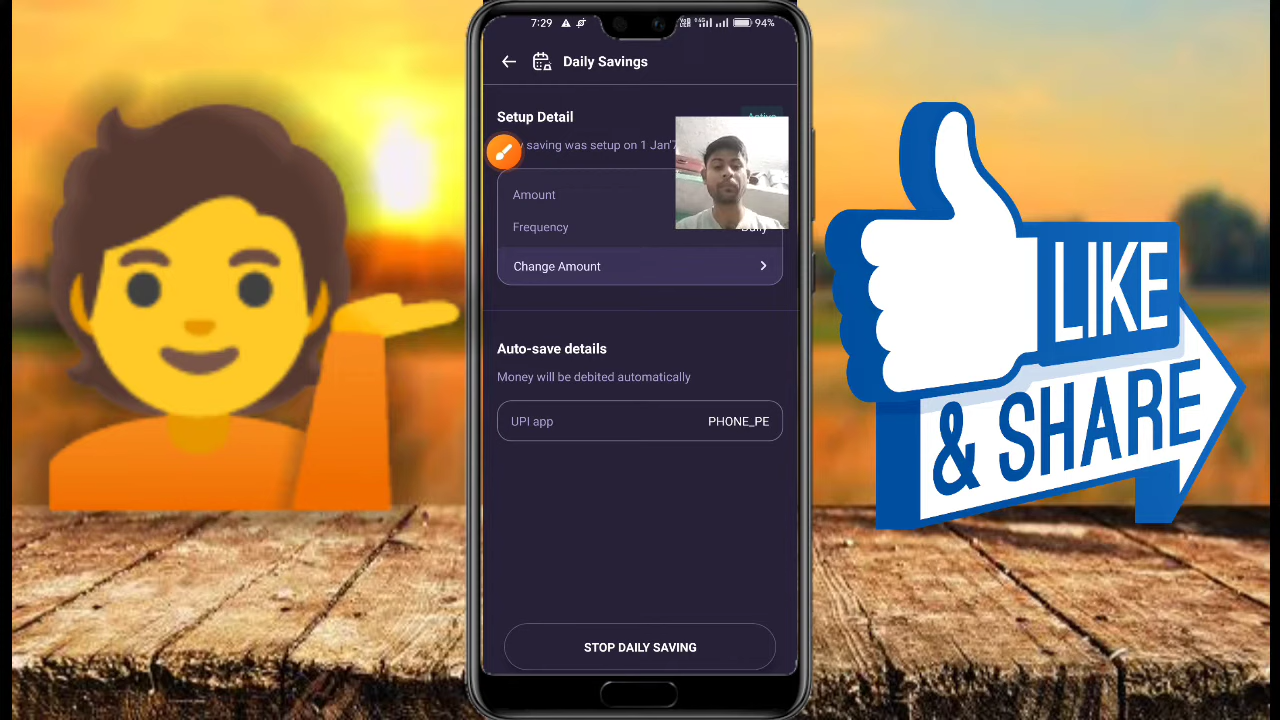 7:29
94%
Daily Savings
Setup Detail
saving was setup on 1 Jan'7
Amount
Frequency
Change Amount
Auto-save details
Money will be debited automatically
UPI app PHONE_PE
STOP DAILY SAVING
LIKE
& SHARE